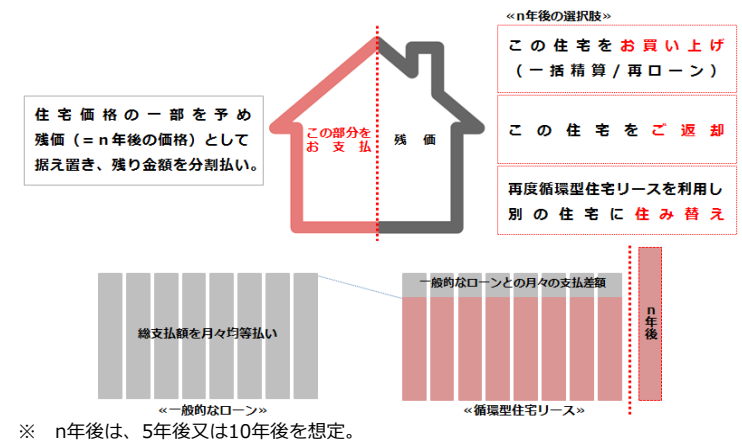 ≪n年後の選択肢≫
この住宅をお買い上げ
（一括精算/再ローン）
住宅価格の一部を予め
残価（＝n年後の価格）として
据え置き、残り金額を分割払い。
この部分を
お支払
残価
この住宅をご返却
再度循環型住宅リースを利用し
別の住宅に住み替え
一般的なローンとの月々の支払差額
総支払額を月々均等払い
n年後
≪一般的なローン≫
≪循環型住宅リース≫
※　n年後は、5年後又は10年後を想定。